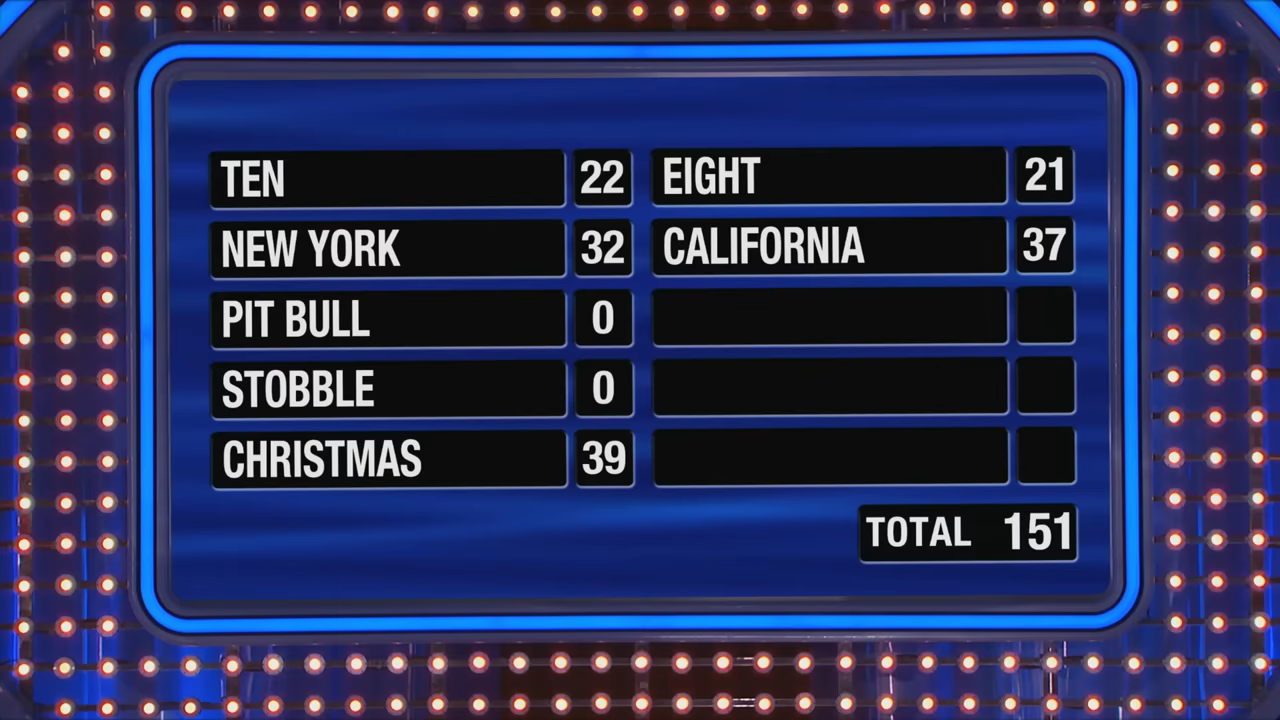 TEN 22 EIGHT 21
NEW YORK 32 CALIFORNIA 37
PIT BULL 0
STOBBLE 0
CHRISTMAS 39
TOTAL 151